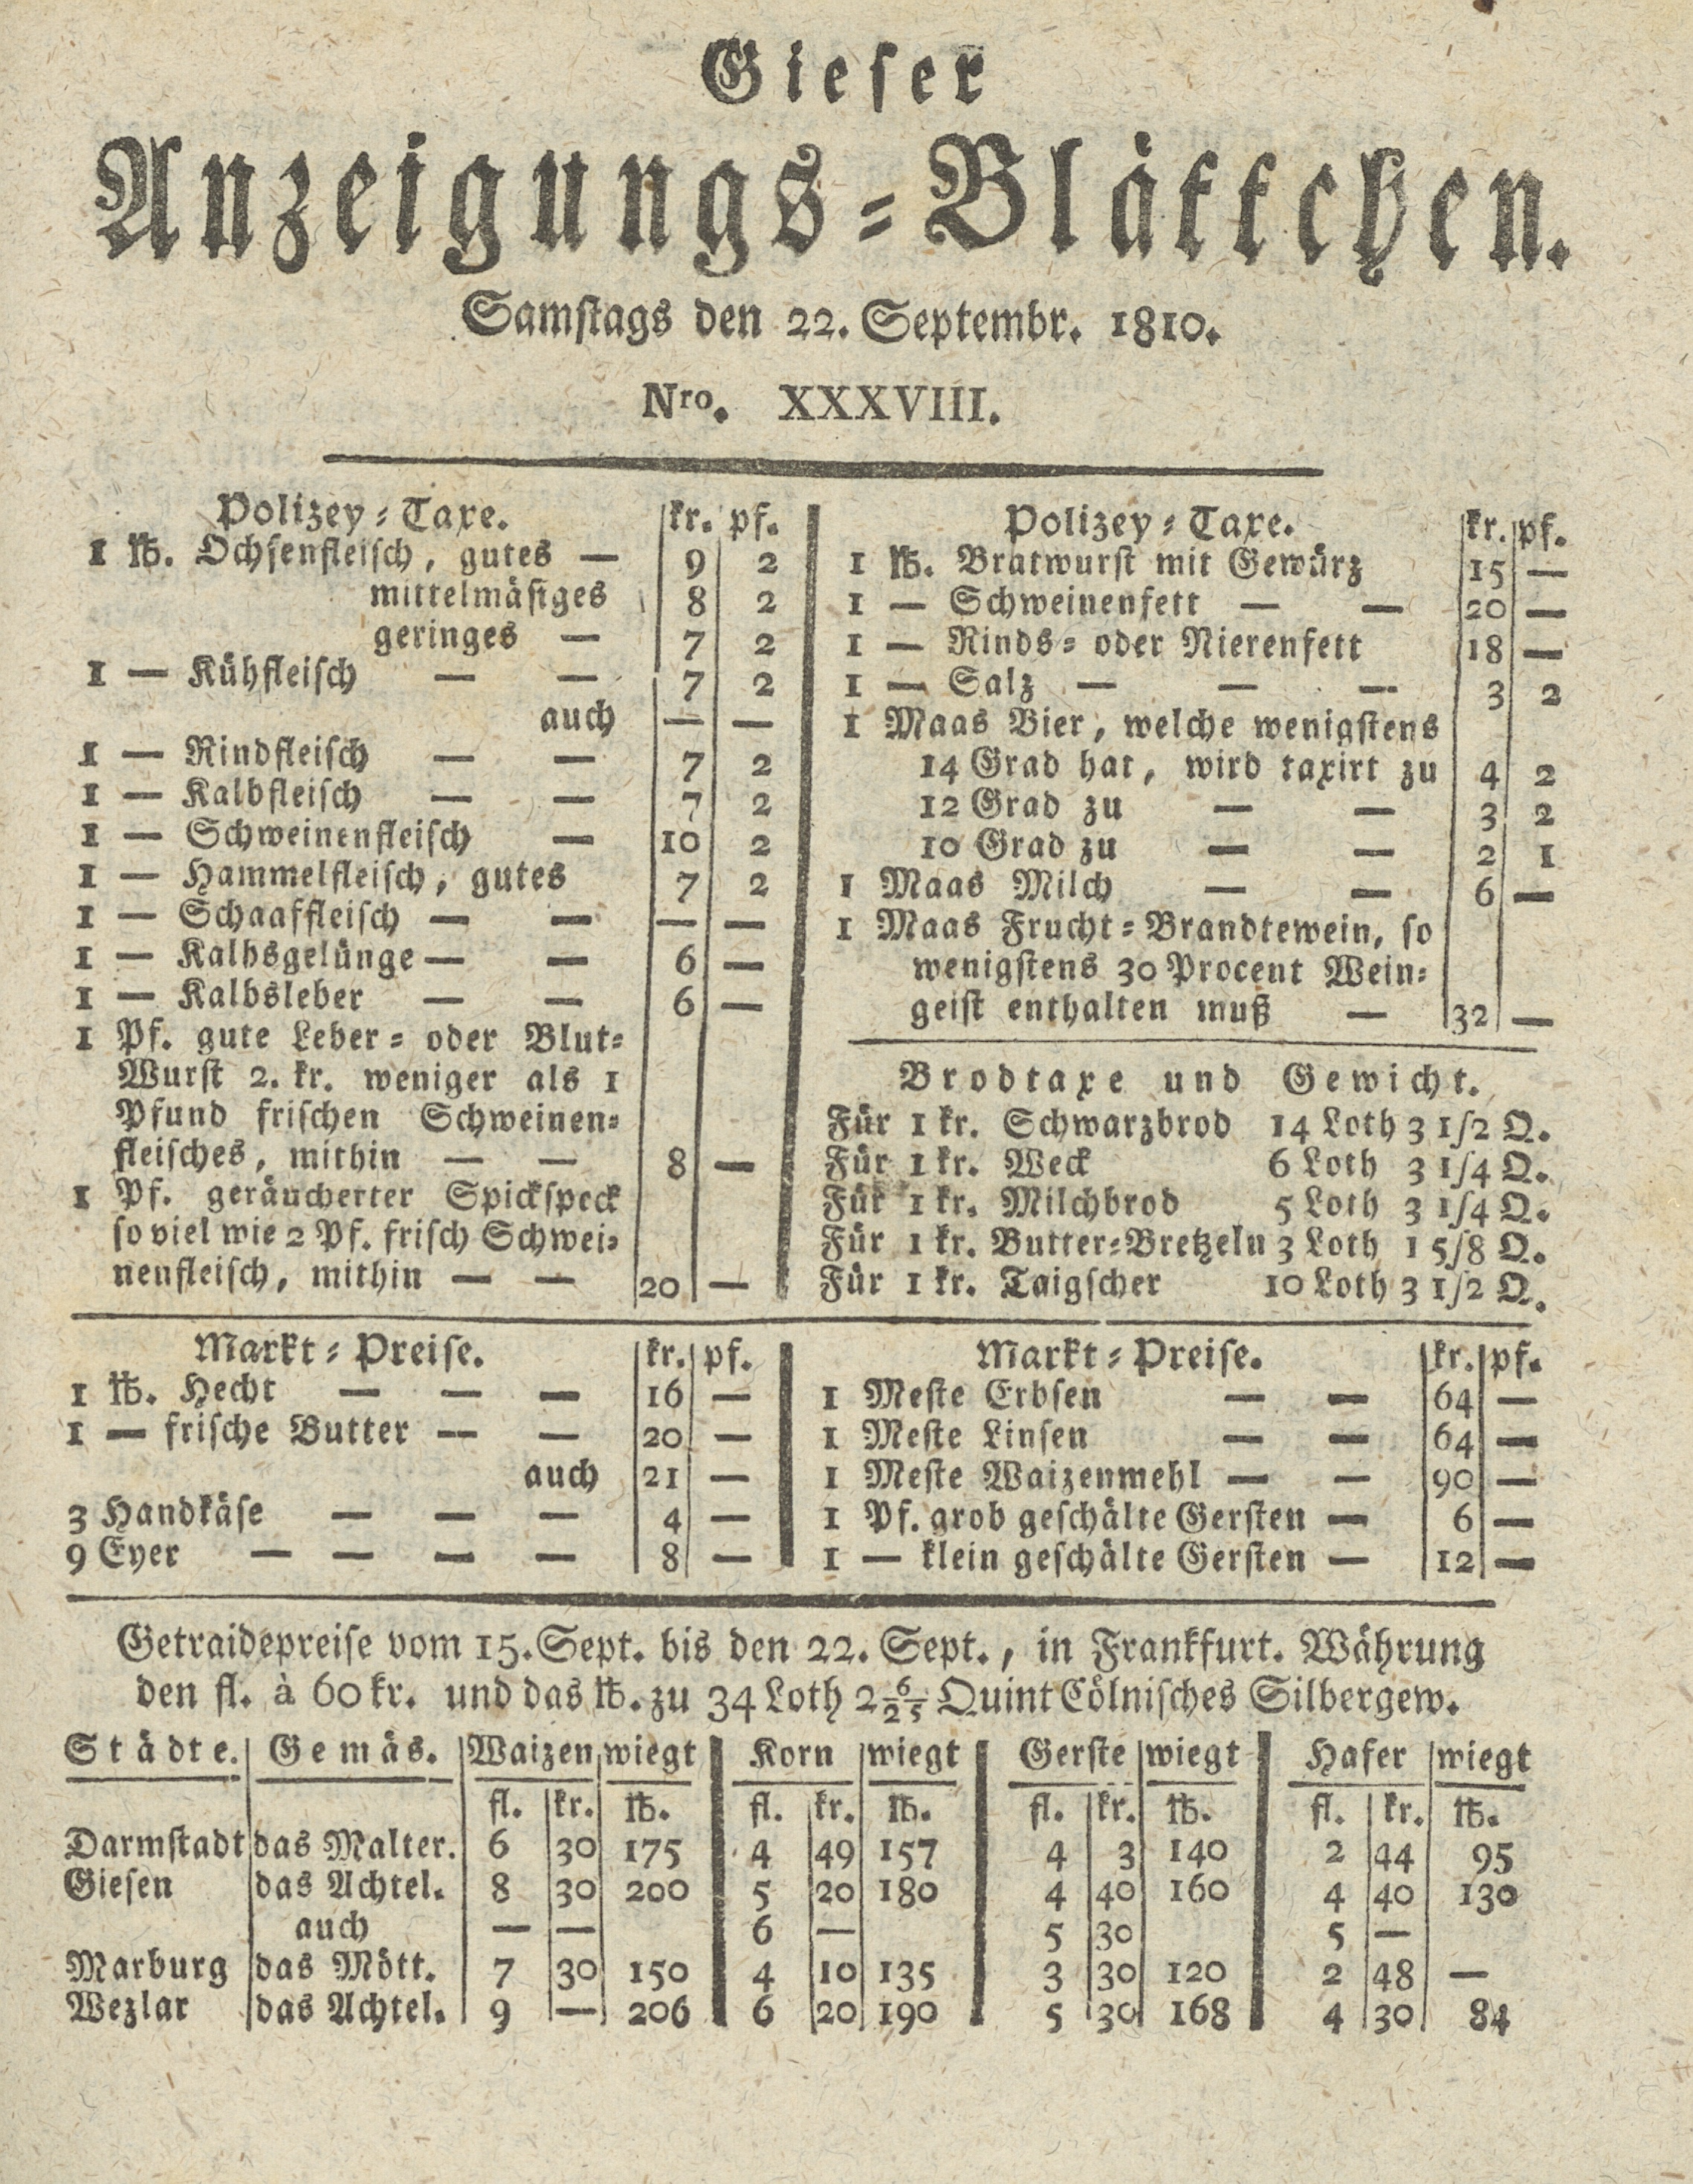 Gieser
Anzeigungs-Blättchen.
Samstags den 22. Septembr. 1810.
Nro. XXXVIII.
Polizey-Taxe. kr. pf.
1 ℔. Ochsenfleisch, gutes — 9 2
mittelmäsiges 8 2
geringes — 7 2
1 — Kühfleisch — — 7 2
auch — —
1 — Rindfleisch — — 7 2
1 — Kalbfleisch — — 7 2
1 — Schweinenfleisch — 10 2
1 — Hammelfleisch, gutes 7 2
1 — Schaaffleisch — — — —
1 — Kalbsgelünge — — 6 —
1 — Kalbsleber — — 6 —
1 Pf. gute Leber- oder Blut-
Wurst 2. kr. weniger als 1
Pfund frischen Schweinen-
fleisches, mithin — — 8 —
1 Pf. geräucherter Spickspeck
so viel wie 2 Pf. frisch Schwei-
nenfleisch, mithin — — 20 —
Polizey-Taxe. kr. pf.
1 ℔. Bratwurst mit Gewürz 15 —
1 — Schweinenfett — — 20 —
1 — Rinds- oder Nierenfett 18 —
1 — Salz — — — 3 2
1 Maas Bier, welche wenigstens
14 Grad hat, wird taxirt zu 4 2
12 Grad zu — — 3 2
10 Grad zu — — 2 1
1 Maas Milch — — 6 —
1 Maas Frucht-Brandtewein, so
wenigstens 30 Procent Wein-
geist enthalten muß — 32 —
Brodtaxe und Gewicht.
Für 1 kr. Schwarzbrod 14 Loth 3 1/2 Q.
Für 1 kr. Weck 6 Loth 3 1/4 Q.
Für 1 kr. Milchbrod 5 Loth 3 1/4 Q.
Für 1 kr. Butter-Bretzeln 3 Loth 1 5/8 Q.
Für 1 kr. Taigscher 10 Loth 3 1/2 Q.
Markt-Preise. kr. pf.
1 ℔. Hecht — — — 16 —
1 — frische Butter — — 20 —
auch 21 —
3 Handkäse — — — 4 —
9 Eyer — — — — 8 —
Markt-Preise. kr. pf.
1 Meste Erbsen — — 64 —
1 Meste Linsen — — 64 —
1 Meste Waizenmehl — — 90 —
1 Pf. grob geschälte Gersten — 6 —
1 — klein geschälte Gersten — 12 —
Getraidepreise vom 15. Sept. bis den 22. Sept., in Frankfurt. Währung
den fl. à 60 kr. und das ℔. zu 34 Loth 2 6/25 Quint Cölnisches Silbergew.
Städte. Gemäs. Waizen wiegt Korn wiegt Gerste wiegt Hafer wiegt
fl. kr. ℔. fl. kr. ℔. fl. kr. ℔. fl. kr. ℔.
Darmstadt das Malter. 6 30 175 4 49 157 4 3 140 2 44 95
Giesen das Achtel. 8 30 200 5 20 180 4 40 160 4 40 130
auch — — 6 — 5 30 5 —
Marburg das Mött. 7 30 150 4 10 135 3 30 120 2 48 —
Wezlar das Achtel. 9 — 206 6 20 190 5 30 168 4 30 84